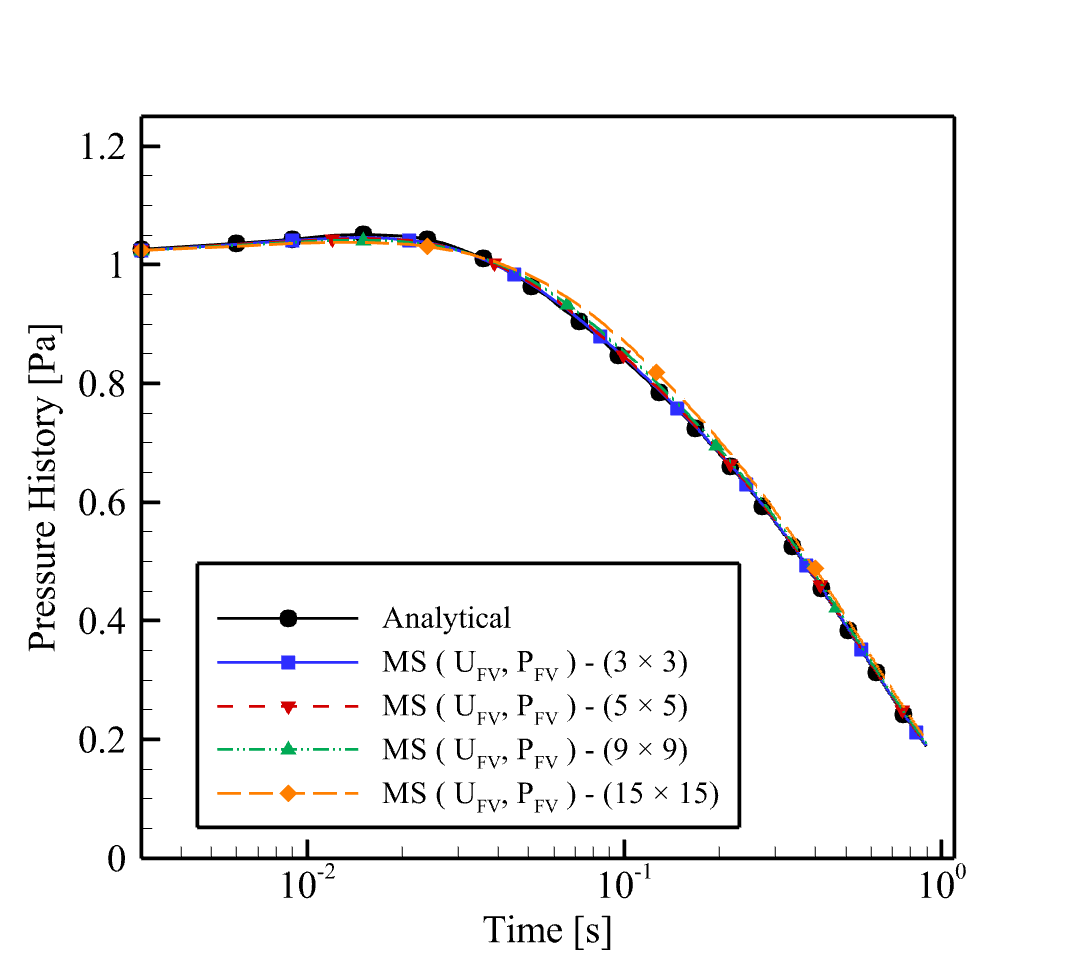 1.2
1
0.8
0.6
0.4
0.2
0
Pressure History [Pa]
Analytical
MS ( U_FV, P_FV ) - (3 × 3)
MS ( U_FV, P_FV ) - (5 × 5)
MS ( U_FV, P_FV ) - (9 × 9)
MS ( U_FV, P_FV ) - (15 × 15)
10^-2 10^-1 10^0
Time [s]